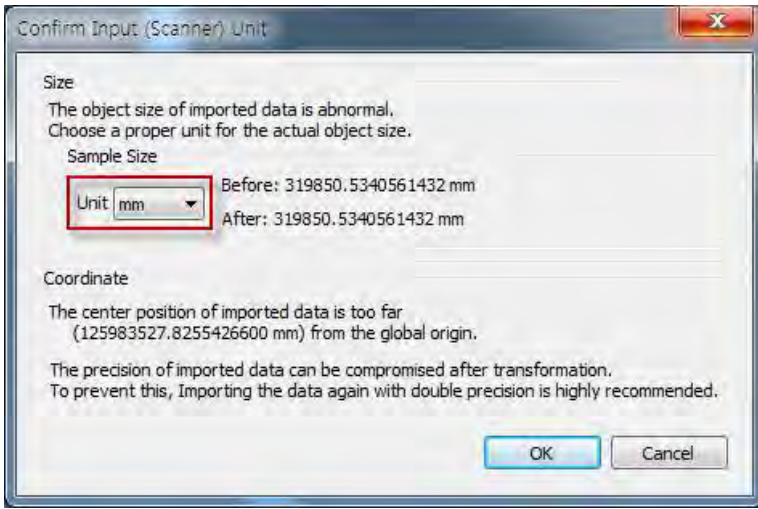 Confirm Input (Scanner) Unit
Size
The object size of imported data is abnormal.
Choose a proper unit for the actual object size.
Sample Size
Unit mm
Before: 319850.5340561432 mm
After: 319850.5340561432 mm
Coordinate
The center position of imported data is too far
(125983527.8255426600 mm) from the global origin.
The precision of imported data can be compromised after transformation.
To prevent this, Importing the data again with double precision is highly recommended.
OK Cancel